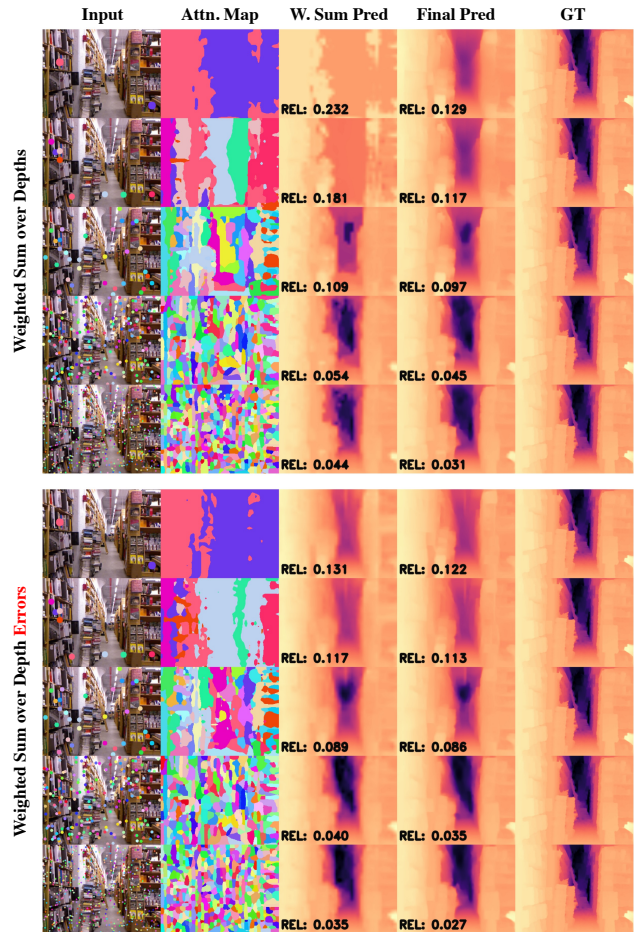 Input Attn. Map W. Sum Pred Final Pred GT
Weighted Sum over Depths
REL: 0.232 REL: 0.129
REL: 0.181 REL: 0.117
REL: 0.109 REL: 0.097
REL: 0.054 REL: 0.045
REL: 0.044 REL: 0.031
Weighted Sum over Depth Errors
REL: 0.131 REL: 0.122
REL: 0.117 REL: 0.113
REL: 0.089 REL: 0.086
REL: 0.040 REL: 0.035
REL: 0.035 REL: 0.027